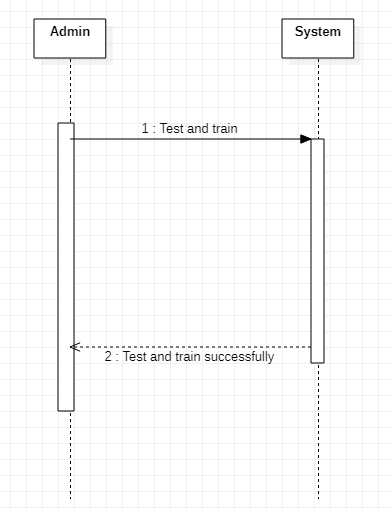 Admin
System
1 : Test and train
2 : Test and train successfully